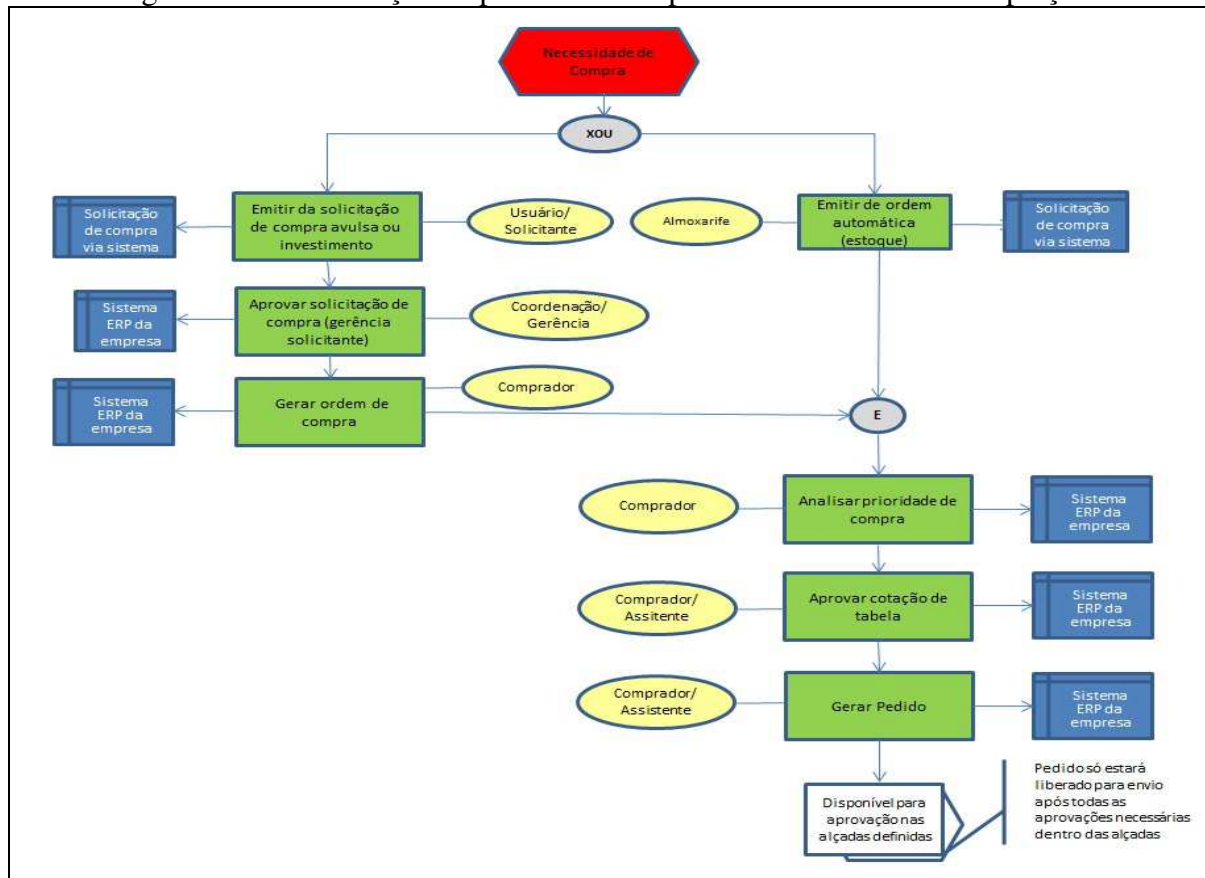 Necessidade de
Compra
XOU
Solicitação
de compra
via sistema
Emitir da solicitação
de compra avulsa ou
investimento
Usuário/
Solicitante
Almoxarife
Emitir de ordem
automática
(estoque)
Solicitação
de compra
via sistema
Sistema
ERP da
empresa
Aprovar solicitação de
compra (gerência
solicitante)
Coordenação/
Gerência
Sistema
ERP da
empresa
Gerar ordem de
compra
Comprador
E
Comprador
Analisar prioridade de
compra
Sistema
ERP da
empresa
Comprador/
Assitente
Aprovar cotação de
tabela
Sistema
ERP da
empresa
Comprador/
Assistente
Gerar Pedido
Sistema
ERP da
empresa
Disponível para
aprovação nas
alçadas definidas
Pedido só estará
liberado para envio
após todas as
aprovações necessárias
dentro das alçadas